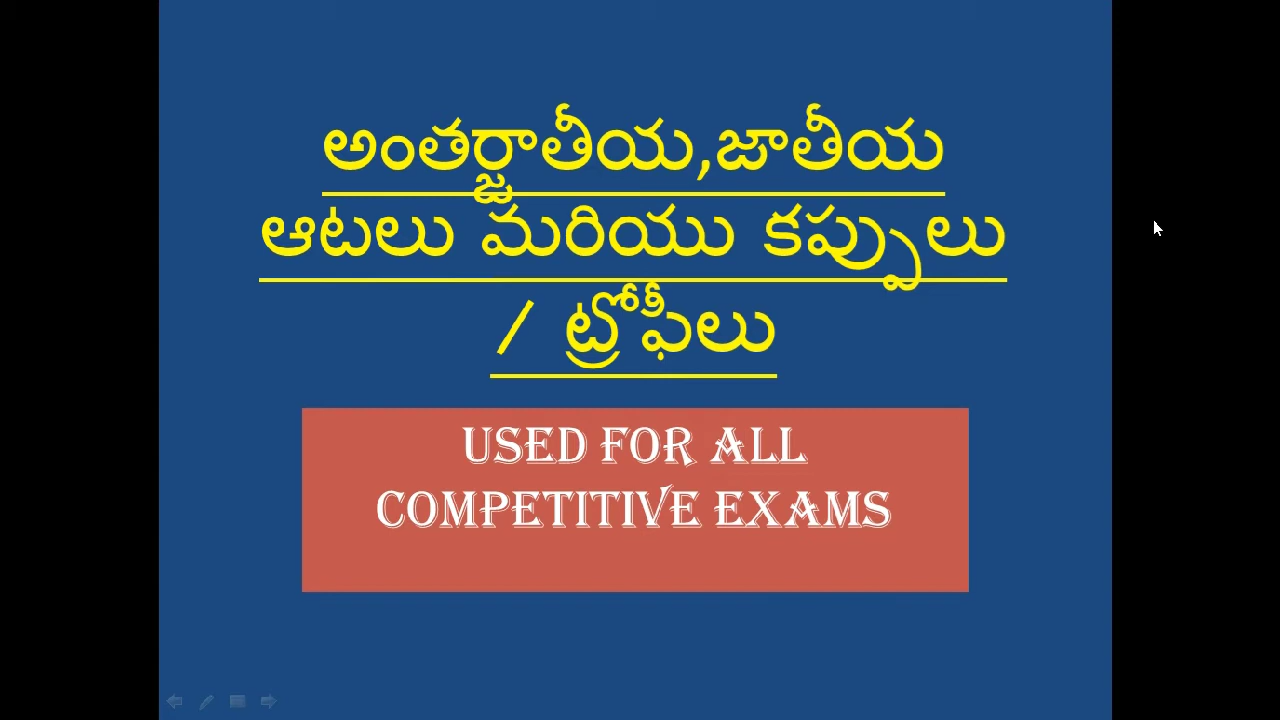 అంతర్జాతీయ,జాతీయ
ఆటలు మరియు కప్పులు
/ ట్రోఫీలు
USED FOR ALL
COMPETITIVE EXAMS